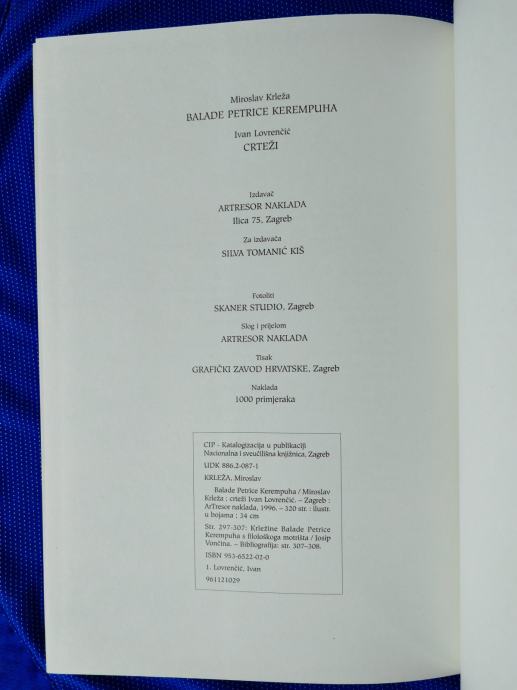 Miroslav Krleža
BALADE PETRICE KEREMPUHA
Ivan Lovrenčić
CRTEŽI
Izdavač
ARTRESOR NAKLADA
Ilica 75, Zagreb
Za izdavača
SILVA TOMANIĆ KIŠ
Fotoliti
SKANER STUDIO, Zagreb
Slog i prijelom
ARTRESOR NAKLADA
Tisak
GRAFIČKI ZAVOD HRVATSKE, Zagreb
Naklada
1000 primjeraka
CIP - Katalogizacija u publikaciji
Nacionalna i sveučilišna knjižnica, Zagreb
UDK 886.2-087-1
KRLEŽA, Miroslav
Balade Petrice Kerempuha / Miroslav
Krleža ; crteži Ivan Lovrenčić. – Zagreb :
ArTresor naklada, 1996. – 320 str. : ilustr.
u bojama ; 34 cm
Str. 297-307: Krležine Balade Petrice
Kerempuha s filološkoga motrišta / Josip
Vončina. – Bibliografija: str. 307–308.
ISBN 953-6522-02-0
1. Lovrenčić, Ivan
961121029